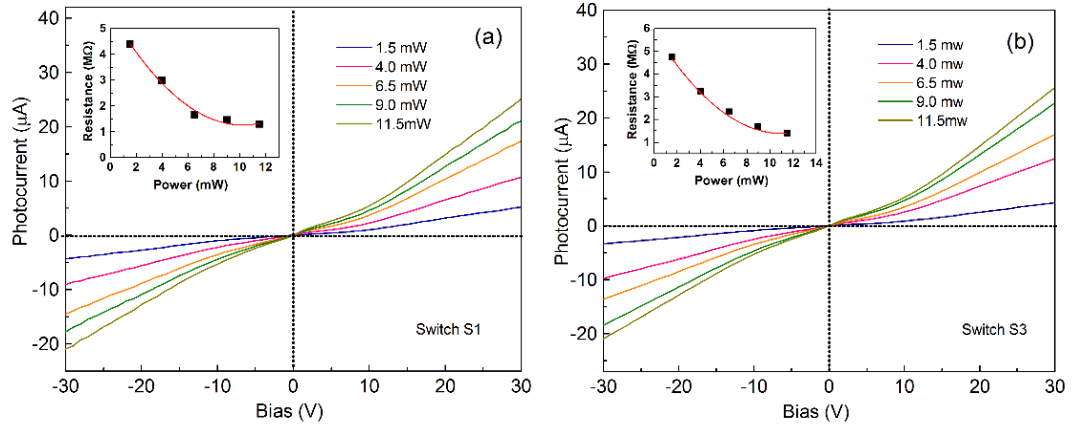 (a)
1.5 mW
4.0 mW
6.5 mW
9.0 mW
11.5mW
Photocurrent (μA)
40
30
20
10
0
-10
-20
-30
-20
-10
0
10
20
30
Bias (V)
Switch S1
Resistance (MΩ)
5
4
3
2
1
0
0
2
4
6
8
10
12
14
Power (mW)
(b)
1.5 mw
4.0 mw
6.5 mw
9.0 mw
11.5mw
Photocurrent (μA)
40
30
20
10
0
-10
-20
-30
-20
-10
0
10
20
30
Bias (V)
Switch S3
Resistance (MΩ)
6
5
4
3
2
1
0
2
4
6
8
10
12
14
Power (mW)